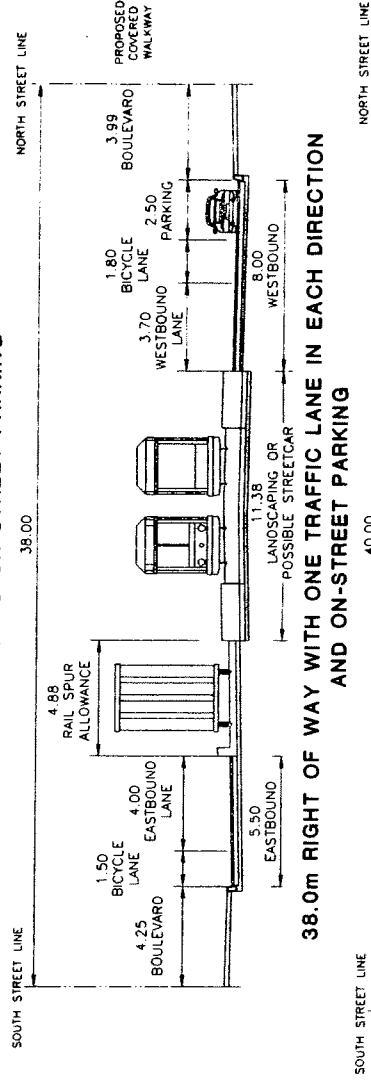 SOUTH STREET LINE
NORTH STREET LINE
PROPOSED
COVERED
WALKWAY
38.00
4.88
RAIL SPUR
ALLOWANCE
4.25
BOULEVARD
1.50
BICYCLE
LANE
4.00
EASTBOUND
LANE
3.70
WESTBOUND
LANE
1.80
BICYCLE
LANE
2.50
PARKING
3.99
BOULEVARD
5.50
EASTBOUND
11.38
LANDSCAPING OR
POSSIBLE STREETCAR
8.00
WESTBOUND
38.0m RIGHT OF WAY WITH ONE TRAFFIC LANE IN EACH DIRECTION
AND ON-STREET PARKING
SOUTH STREET LINE
40.00
NORTH STREET LINE